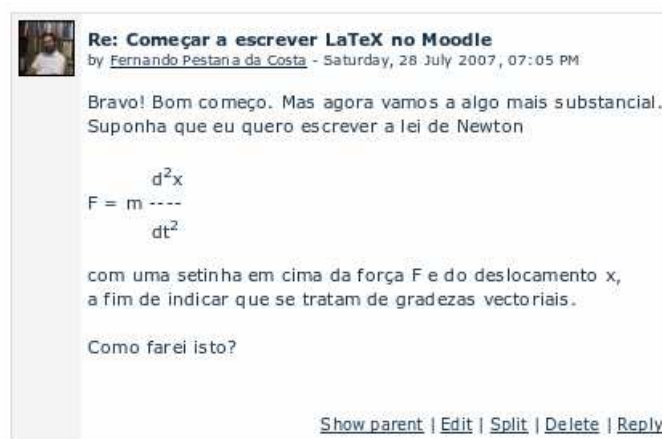 Re: Começar a escrever LaTeX no Moodle
by Fernando Pestana da Costa - Saturday, 28 July 2007, 07:05 PM
Bravo! Bom começo. Mas agora vamos a algo mais substancial.
Suponha que eu quero escrever a lei de Newton
d²x
F = m ----
dt²
com uma setinha em cima da força F e do deslocamento x,
a fim de indicar que se tratam de gradezas vectoriais.
Como farei isto?
Show parent | Edit | Split | Delete | Reply